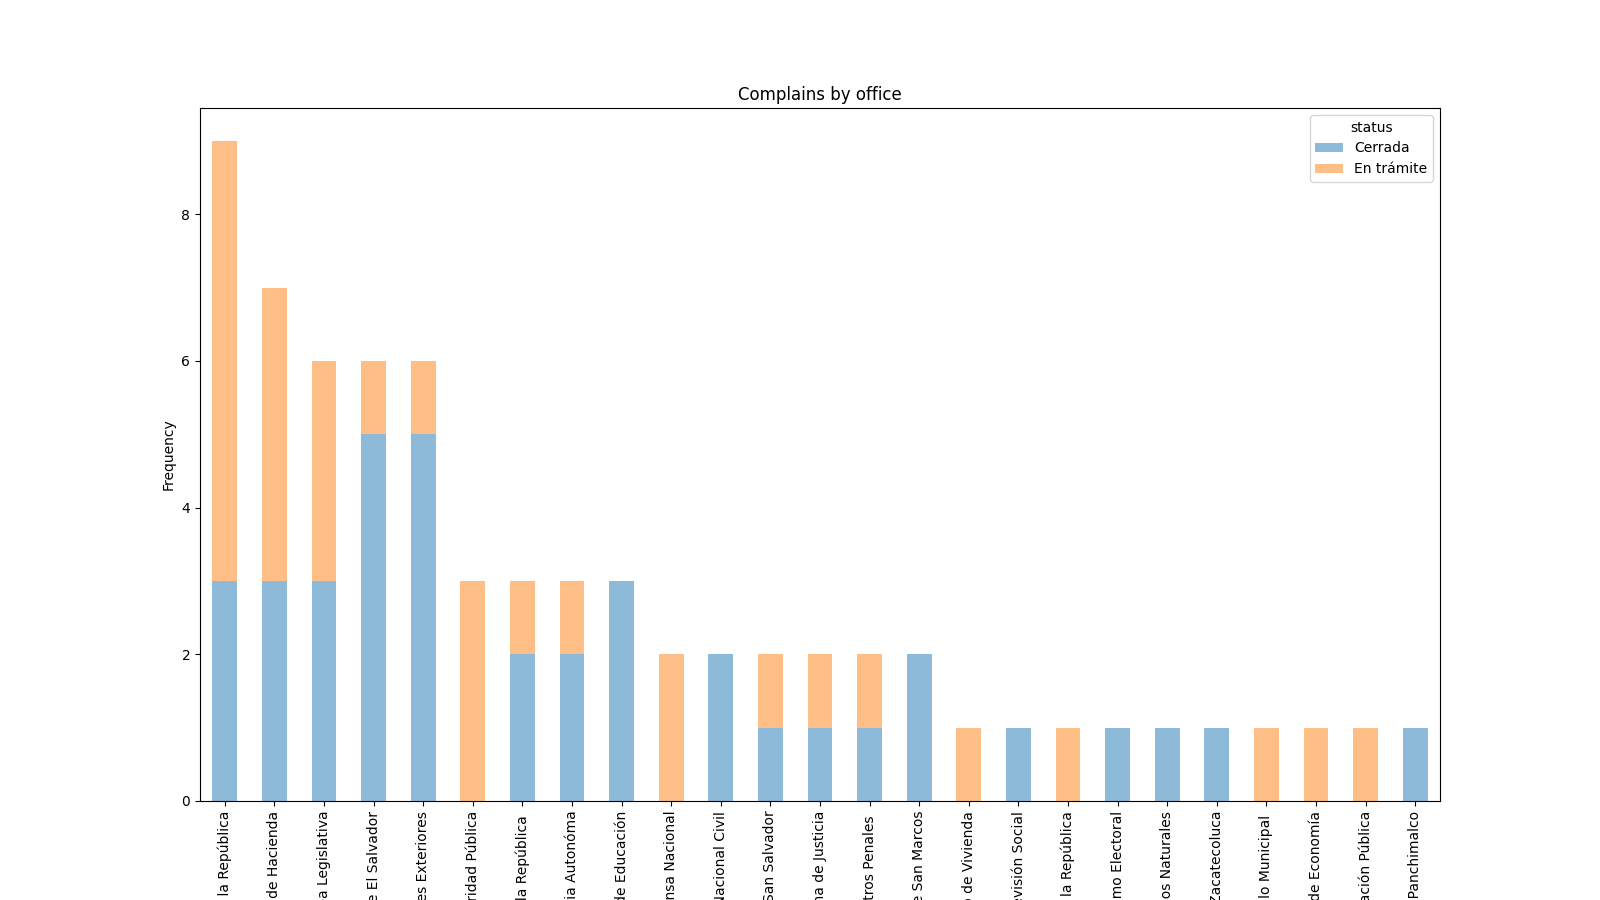 Complains by office
status
Cerrada
En trámite
Frequency
8
6
4
2
0
la República
de Hacienda
a Legislativa
e El Salvador
es Exteriores
ridad Pública
la República
ia Autonóma
de Educación
nsa Nacional
Nacional Civil
San Salvador
na de Justicia
tros Penales
e San Marcos
o de Vivienda
evisión Social
la República
mo Electoral
os Naturales
Zacatecoluca
lo Municipal
de Economía
ación Pública
Panchimalco